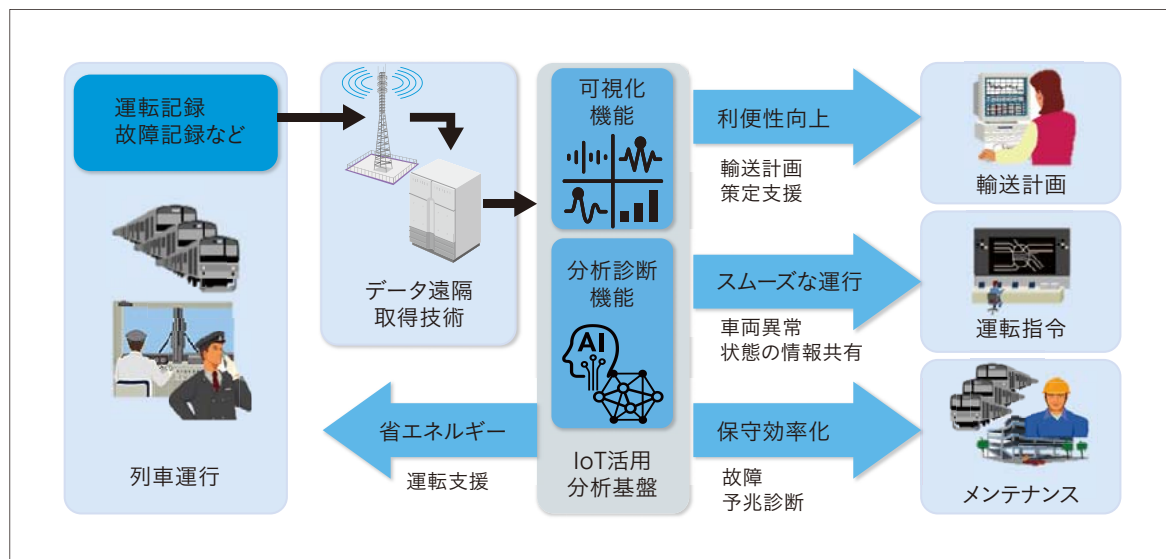 運転記録
故障記録など
列車運行
データ遠隔
取得技術
可視化
機能
分析診断
機能
AI
IoT活用
分析基盤
省エネルギー
運転支援
利便性向上
輸送計画
策定支援
スムーズな運行
車両異常
状態の情報共有
保守効率化
故障
予兆診断
輸送計画
運転指令
メンテナンス